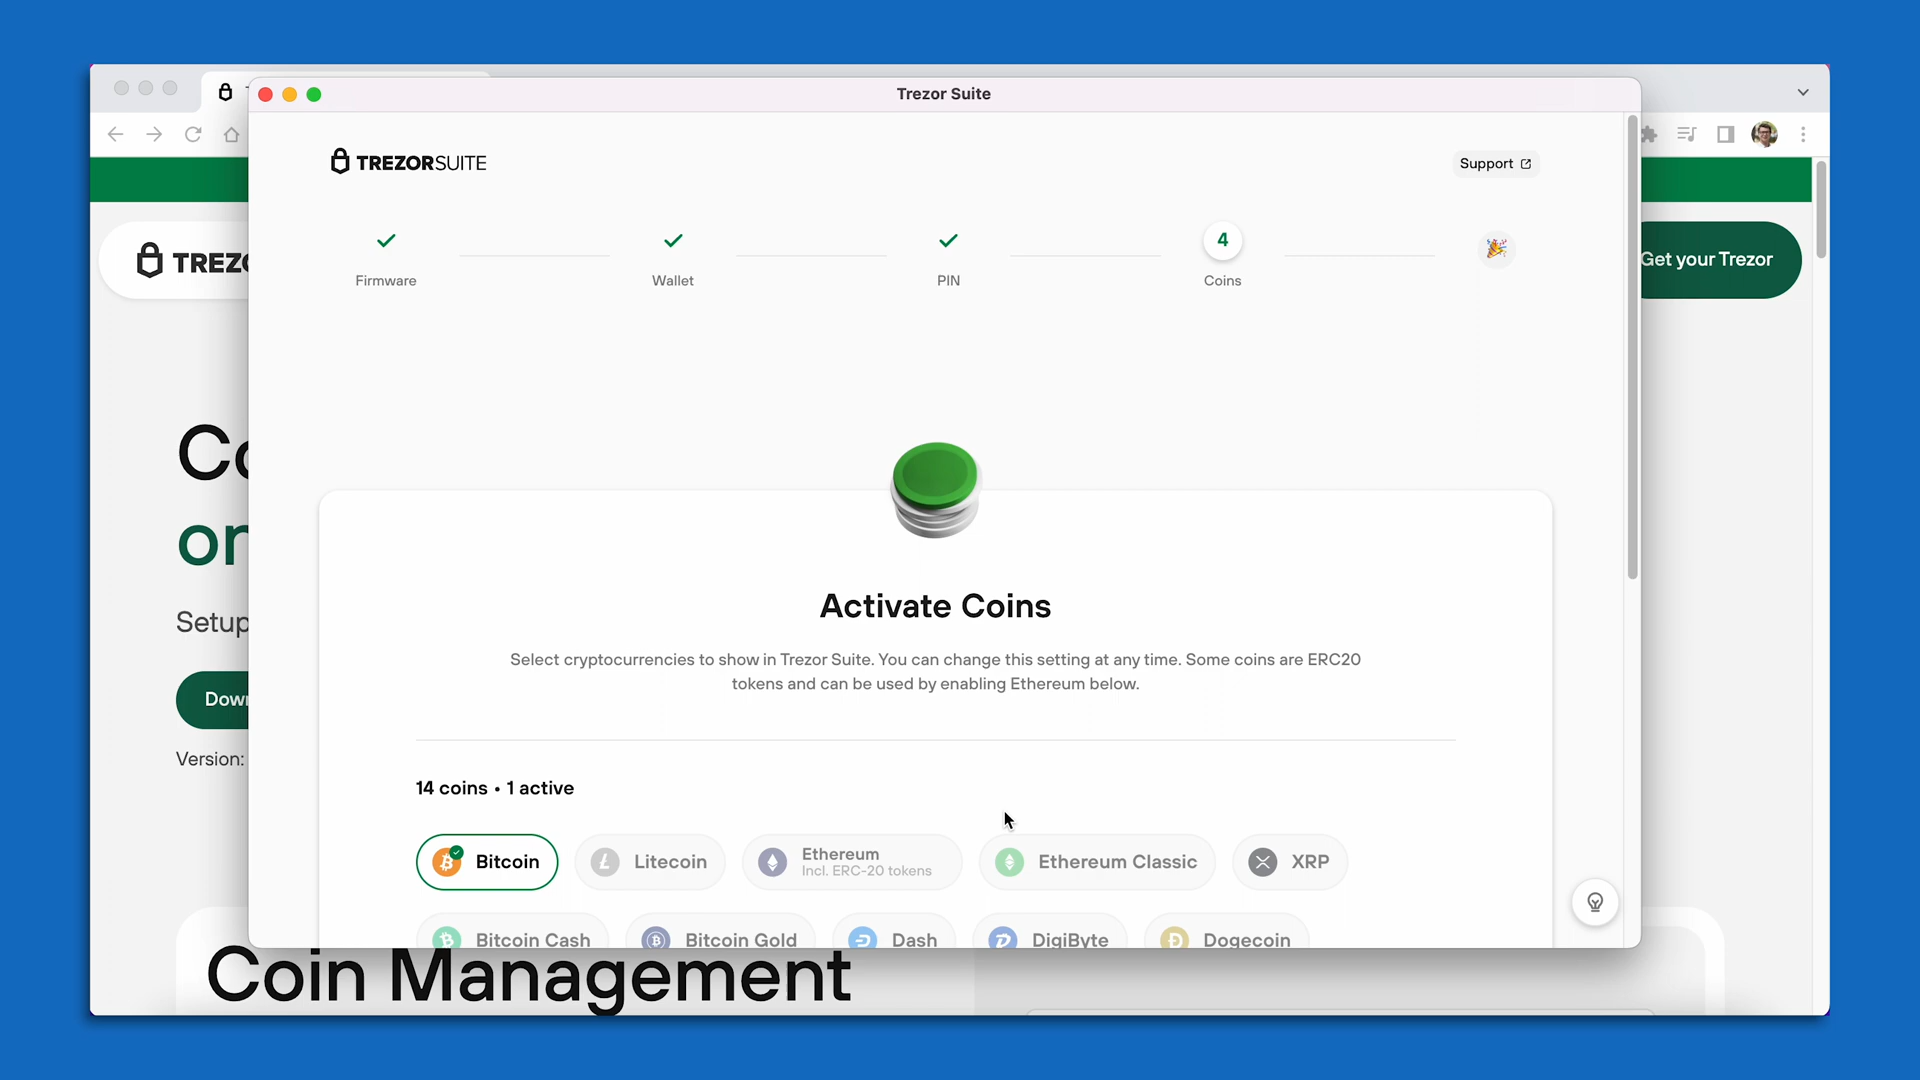 Trezor Suite
TREZORSUITE
Support
Firmware
Wallet
PIN
4
Coins
TREZO
Get your Trezor
Co
on
Setup
Down
Version:
Activate Coins
Select cryptocurrencies to show in Trezor Suite. You can change this setting at any time. Some coins are ERC20
tokens and can be used by enabling Ethereum below.
14 coins • 1 active
Bitcoin
Litecoin
Ethereum
Incl. ERC-20 tokens
Ethereum Classic
XRP
Bitcoin Cash
Bitcoin Gold
Dash
DigiByte
Dogecoin
Coin Management